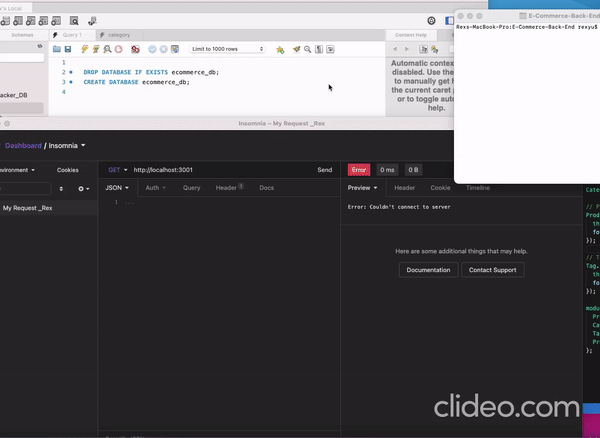 's Local
Schemas
Query 1
category
Limit to 1000 rows
Context Help
Sn
1
2 DROP DATABASE IF EXISTS ecommerce_db;
3 CREATE DATABASE ecommerce_db;
4
Automatic context
disabled. Use the
to manually get h
the current caret p
or to toggle auto
help.
acker_DB
E-Commerce-Back-End
Rexs-MacBook-Pro:E-Commerce-Back-End rexyu$
Insomnia – My Request _Rex
Dashboard / Insomnia
nvironment
Cookies
GET http://localhost:3001 Send
Error 0 ms 0 B
JSON Auth Query Header 1 Docs
Preview Header Cookie Timeline
My Request _Rex
1 ...
Error: Couldn't connect to server
Here are some additional things that may help.
Documentation
Contact Support
Cate
// P
Prod
th
fo
});
// T
Tag.
th
fo
});
modu
Pr
Ca
Ta
Pr
};
clideo.com